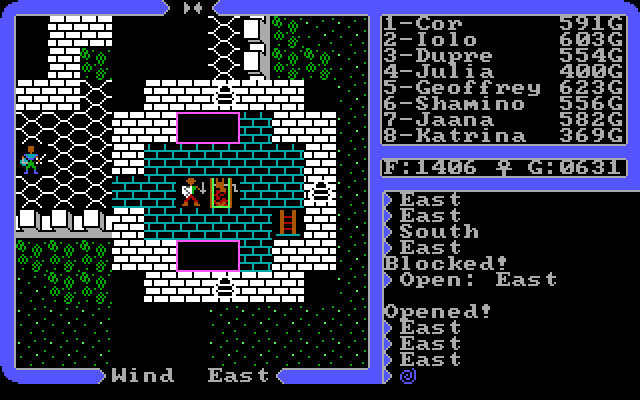 1-Cor 591G
2-Iolo 603G
3-Dupre 554G
4-Julia 400G
5-Geoffrey 623G
6-Shamino 556G
7-Jaana 582G
8-Katrina 369G
F:1406 ♀ G:0631
East
East
South
East
Blocked!
Open: East
Opened!
East
East
East
Wind East